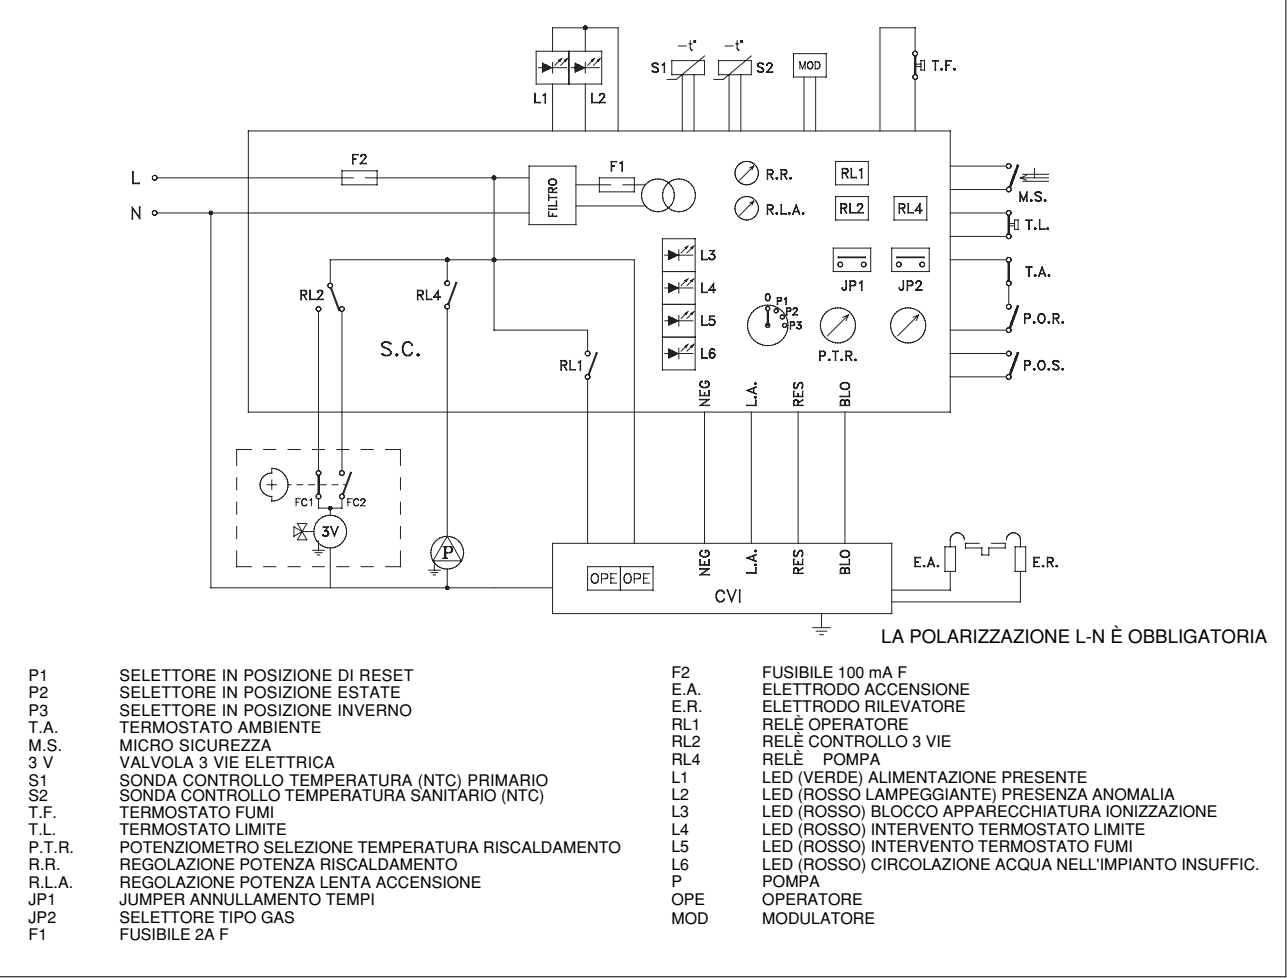 -t° -t°
S1 S2 MOD T.F.
L1 L2
F2 F1
L
N
FILTRO
R.R. RL1 M.S.
R.L.A. RL2 RL4 T.L.
L3
JP1 JP2 T.A.
RL2 RL4 L4
0 P1 P2 P3
L5 P.O.R.
S.C.
L6 P.T.R. P.O.S.
RL1
NEG L.A. RES BLO
+
FC1 FC2
3V
P
NEG L.A. RES BLO
OPE OPE
CVI
E.A. E.R.
LA POLARIZZAZIONE L-N È OBBLIGATORIA
P1 SELETTORE IN POSIZIONE DI RESET
P2 SELETTORE IN POSIZIONE ESTATE
P3 SELETTORE IN POSIZIONE INVERNO
T.A. TERMOSTATO AMBIENTE
M.S. MICRO SICUREZZA
3 V VALVOLA 3 VIE ELETTRICA
S1 SONDA CONTROLLO TEMPERATURA (NTC) PRIMARIO
S2 SONDA CONTROLLO TEMPERATURA SANITARIO (NTC)
T.F. TERMOSTATO FUMI
T.L. TERMOSTATO LIMITE
P.T.R. POTENZIOMETRO SELEZIONE TEMPERATURA RISCALDAMENTO
R.R. REGOLAZIONE POTENZA RISCALDAMENTO
R.L.A. REGOLAZIONE POTENZA LENTA ACCENSIONE
JP1 JUMPER ANNULLAMENTO TEMPI
JP2 SELETTORE TIPO GAS
F1 FUSIBILE 2A F
F2 FUSIBILE 100 mA F
E.A. ELETTRODO ACCENSIONE
E.R. ELETTRODO RILEVATORE
RL1 RELÈ OPERATORE
RL2 RELÈ CONTROLLO 3 VIE
RL4 RELÈ POMPA
L1 LED (VERDE) ALIMENTAZIONE PRESENTE
L2 LED (ROSSO LAMPEGGIANTE) PRESENZA ANOMALIA
L3 LED (ROSSO) BLOCCO APPARECCHIATURA IONIZZAZIONE
L4 LED (ROSSO) INTERVENTO TERMOSTATO LIMITE
L5 LED (ROSSO) INTERVENTO TERMOSTATO FUMI
L6 LED (ROSSO) CIRCOLAZIONE ACQUA NELL'IMPIANTO INSUFFIC.
P POMPA
OPE OPERATORE
MOD MODULATORE